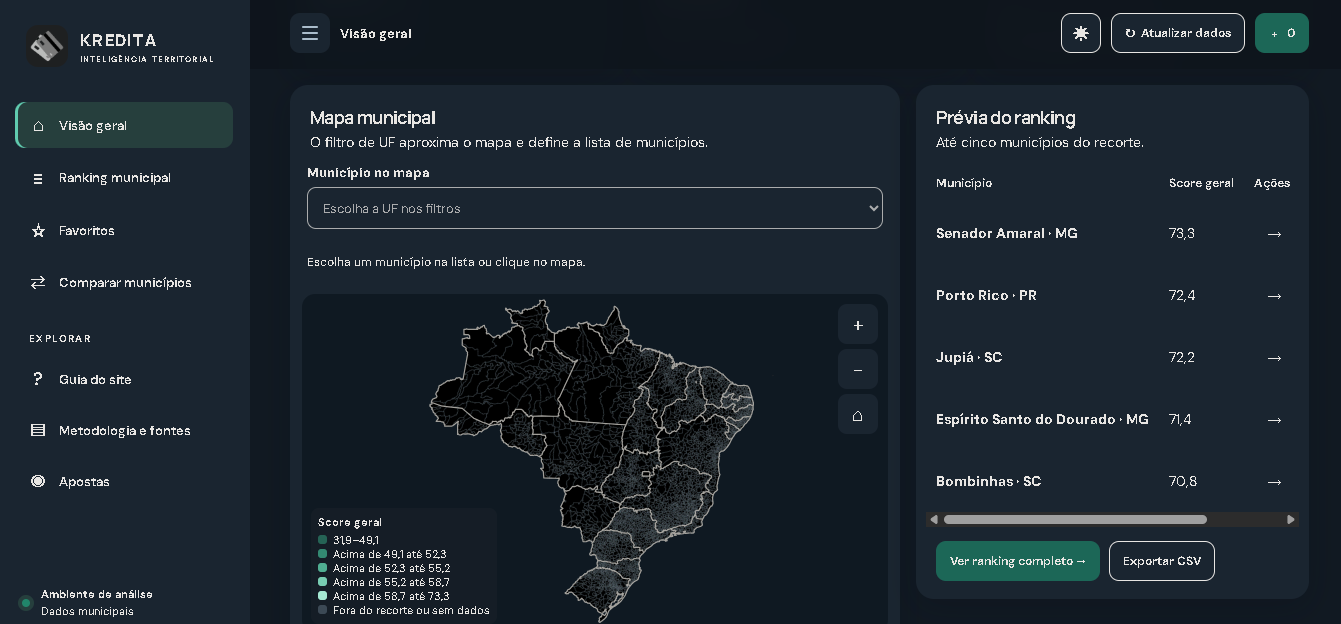 KREDITA
INTELIGÊNCIA TERRITORIAL
Visão geral
Ranking municipal
Favoritos
Comparar municípios
EXPLORAR
? Guia do site
Metodologia e fontes
Apostas
Ambiente de análise
Dados municipais
Visão geral
↻ Atualizar dados
+ 0
Mapa municipal
O filtro de UF aproxima o mapa e define a lista de municípios.
Município no mapa
Escolha a UF nos filtros
Escolha um município na lista ou clique no mapa.
+
−
⌂
Score geral
31,9–49,1
Acima de 49,1 até 52,3
Acima de 52,3 até 55,2
Acima de 55,2 até 58,7
Acima de 58,7 até 73,3
Fora do recorte ou sem dados
Prévia do ranking
Até cinco municípios do recorte.
Município Score geral Ações
Senador Amaral · MG 73,3 →
Porto Rico · PR 72,4 →
Jupiá · SC 72,2 →
Espírito Santo do Dourado · MG 71,4 →
Bombinhas · SC 70,8 →
Ver ranking completo →
Exportar CSV